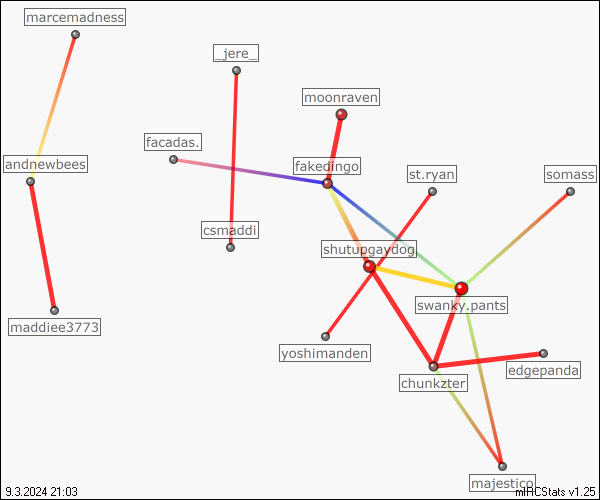 marcemadness
_jere_
moonraven
facadas.
andnewbees
fakedingo
st.ryan
somass
csmaddi
shutupgaydog
swanky.pants
maddiee3773
yoshimanden
edgepanda
chunkzter
majestico
9.3.2024 21:03
mIRCStats v1.25